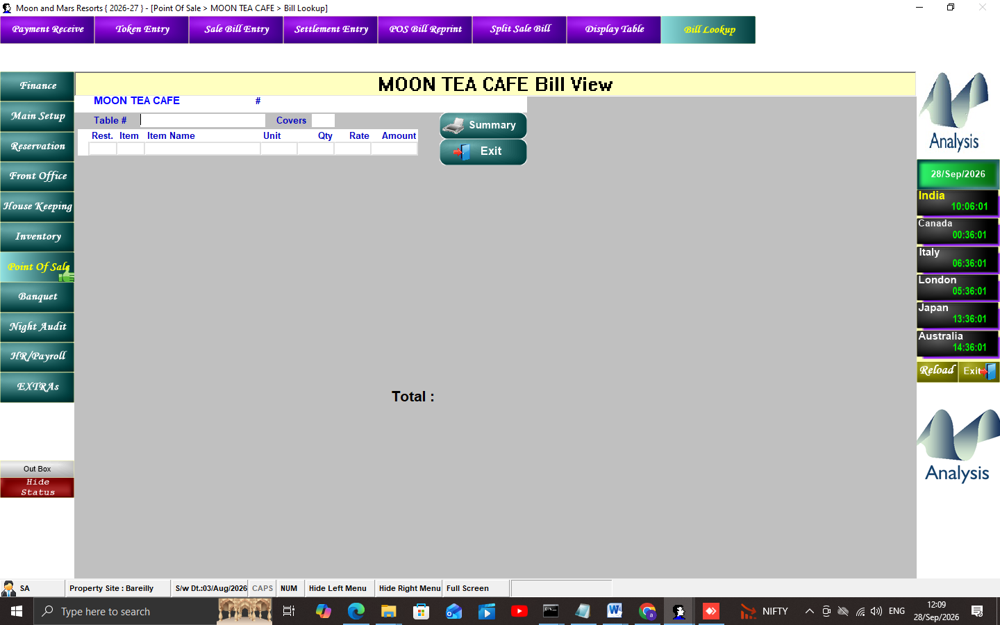 Moon and Mars Resorts { 2026-27 } - [Point Of Sale > MOON TEA CAFE > Bill Lookup]
Payment Receive
Token Entry
Sale Bill Entry
Settlement Entry
POS Bill Reprint
Split Sale Bill
Display Table
Bill Lookup
Finance
Main Setup
Reservation
Front Office
House Keeping
Inventory
Point Of Sale
Banquet
Night Audit
HR/Payroll
EXTRAs
Out Box
Hide
Status
MOON TEA CAFE Bill View
MOON TEA CAFE #
Table # Covers
Rest. Item Item Name Unit Qty Rate Amount
Summary
Exit
Total :
Analysis
28/Sep/2026
India
10:06:01
Canada
00:36:01
Italy
06:36:01
London
05:36:01
Japan
13:36:01
Australia
14:36:01
Reload Exit
Analysis
SA Property Site : Bareilly S/w Dt.:03/Aug/2026 CAPS NUM Hide Left Menu Hide Right Menu Full Screen
Type here to search
NIFTY
ENG
12:09
28/Sep/2026